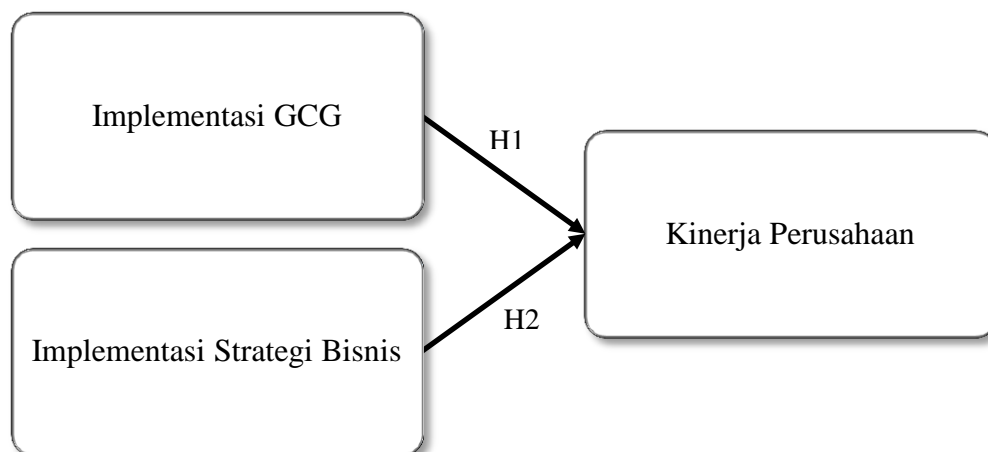 Implementasi GCG
H1
Kinerja Perusahaan
H2
Implementasi Strategi Bisnis